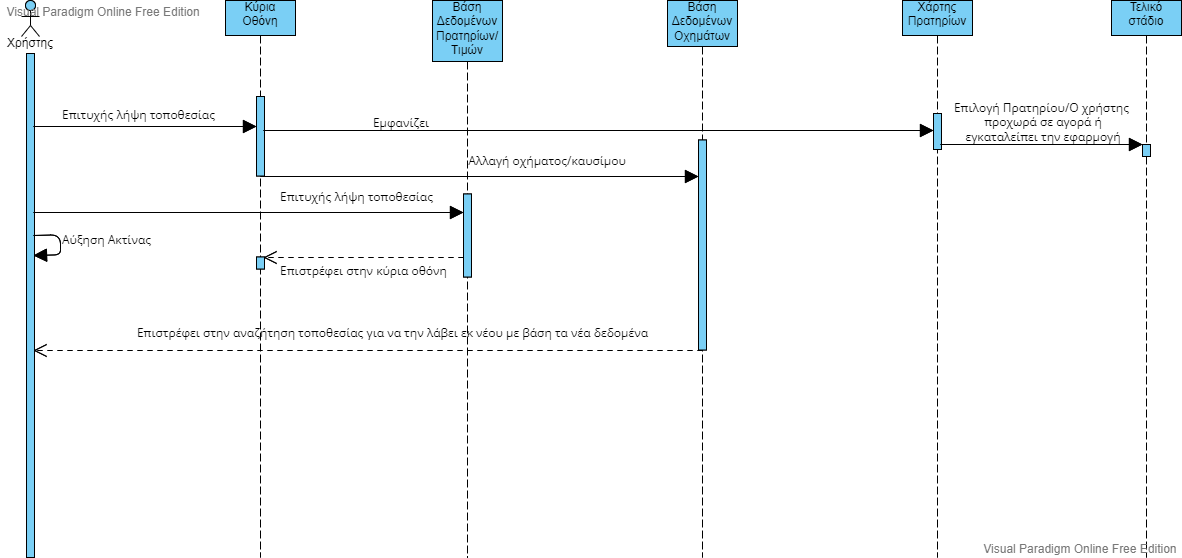 Visual Paradigm Online Free Edition
Χρήστης
Κύρια
Οθόνη
Βάση
Δεδομένων
Πρατηρίων/
Τιμών
Βάση
Δεδομένων
Οχημάτων
Χάρτης
Πρατηρίων
Τελικό
στάδιο
Επιτυχής λήψη τοποθεσίας
Εμφανίζει
Επιλογή Πρατηρίου/Ο χρήστης
προχωρά σε αγορά ή
εγκαταλείπει την εφαρμογή
Αλλαγή οχήματος/καυσίμου
Επιτυχής λήψη τοποθεσίας
Αύξηση Ακτίνας
Επιστρέφει στην κύρια οθόνη
Επιστρέφει στην αναζήτηση τοποθεσίας για να την λάβει εκ νέου με βάση τα νέα δεδομένα
Visual Paradigm Online Free Edition